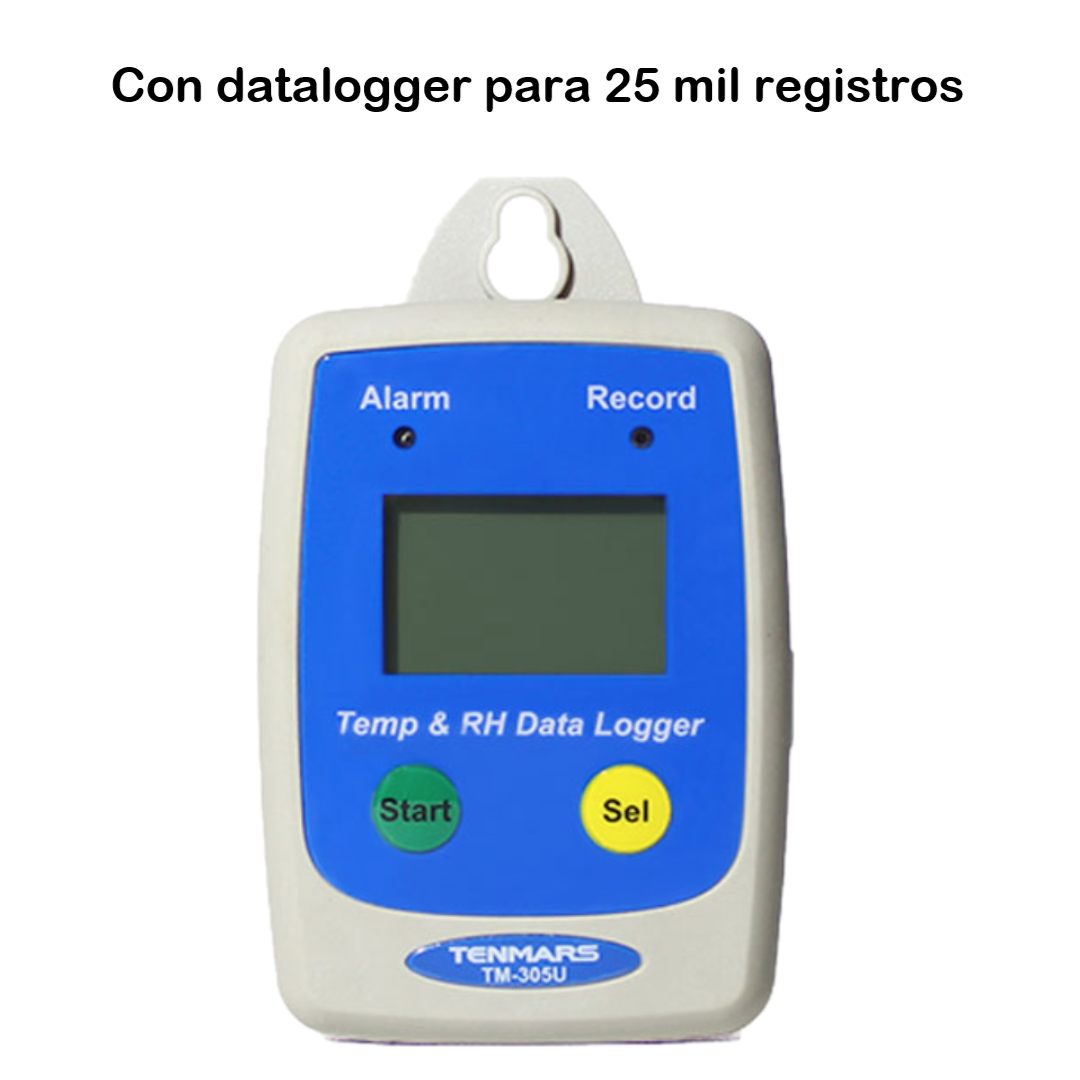 Con datalogger para 25 mil registros
Alarm Record
Temp & RH Data Logger
Start Sel
TENMARS
TM-305U